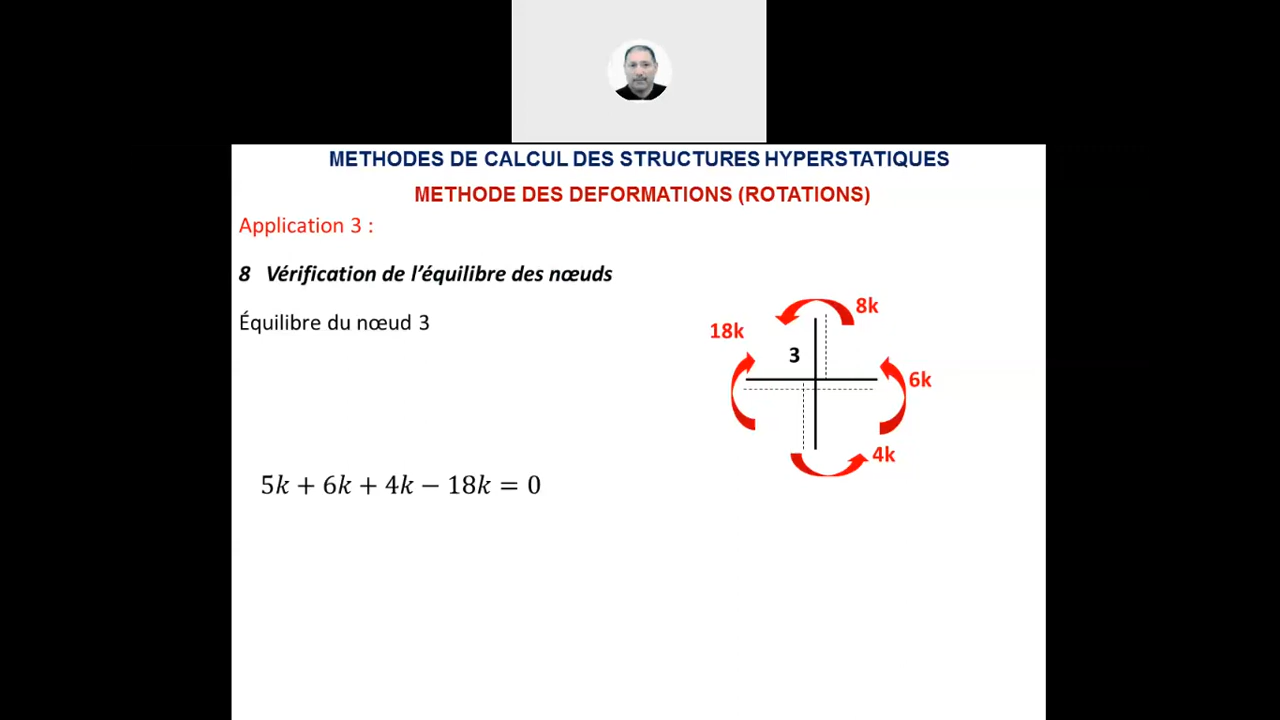 METHODES DE CALCUL DES STRUCTURES HYPERSTATIQUES
METHODE DES DEFORMATIONS (ROTATIONS)
Application 3 :
8 Vérification de l'équilibre des nœuds
Équilibre du nœud 3
8k
18k
3
6k
4k
5k + 6k + 4k − 18k = 0